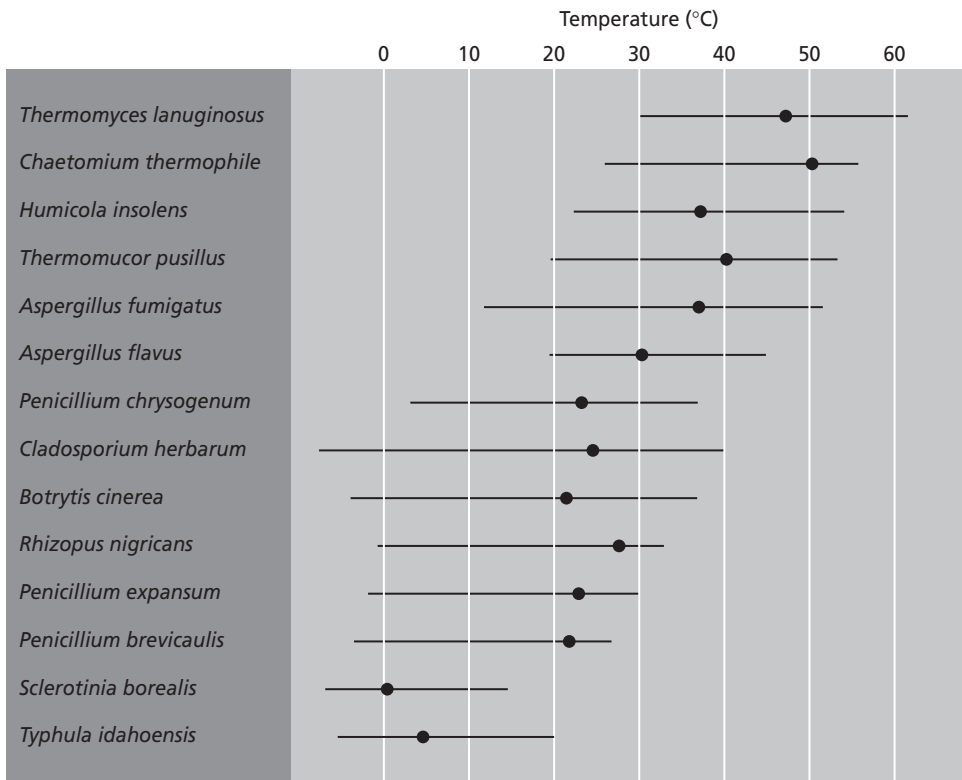 Temperature (°C)
0 10 20 30 40 50 60
Thermomyces lanuginosus
Chaetomium thermophile
Humicola insolens
Thermomucor pusillus
Aspergillus fumigatus
Aspergillus flavus
Penicillium chrysogenum
Cladosporium herbarum
Botrytis cinerea
Rhizopus nigricans
Penicillium expansum
Penicillium brevicaulis
Sclerotinia borealis
Typhula idahoensis